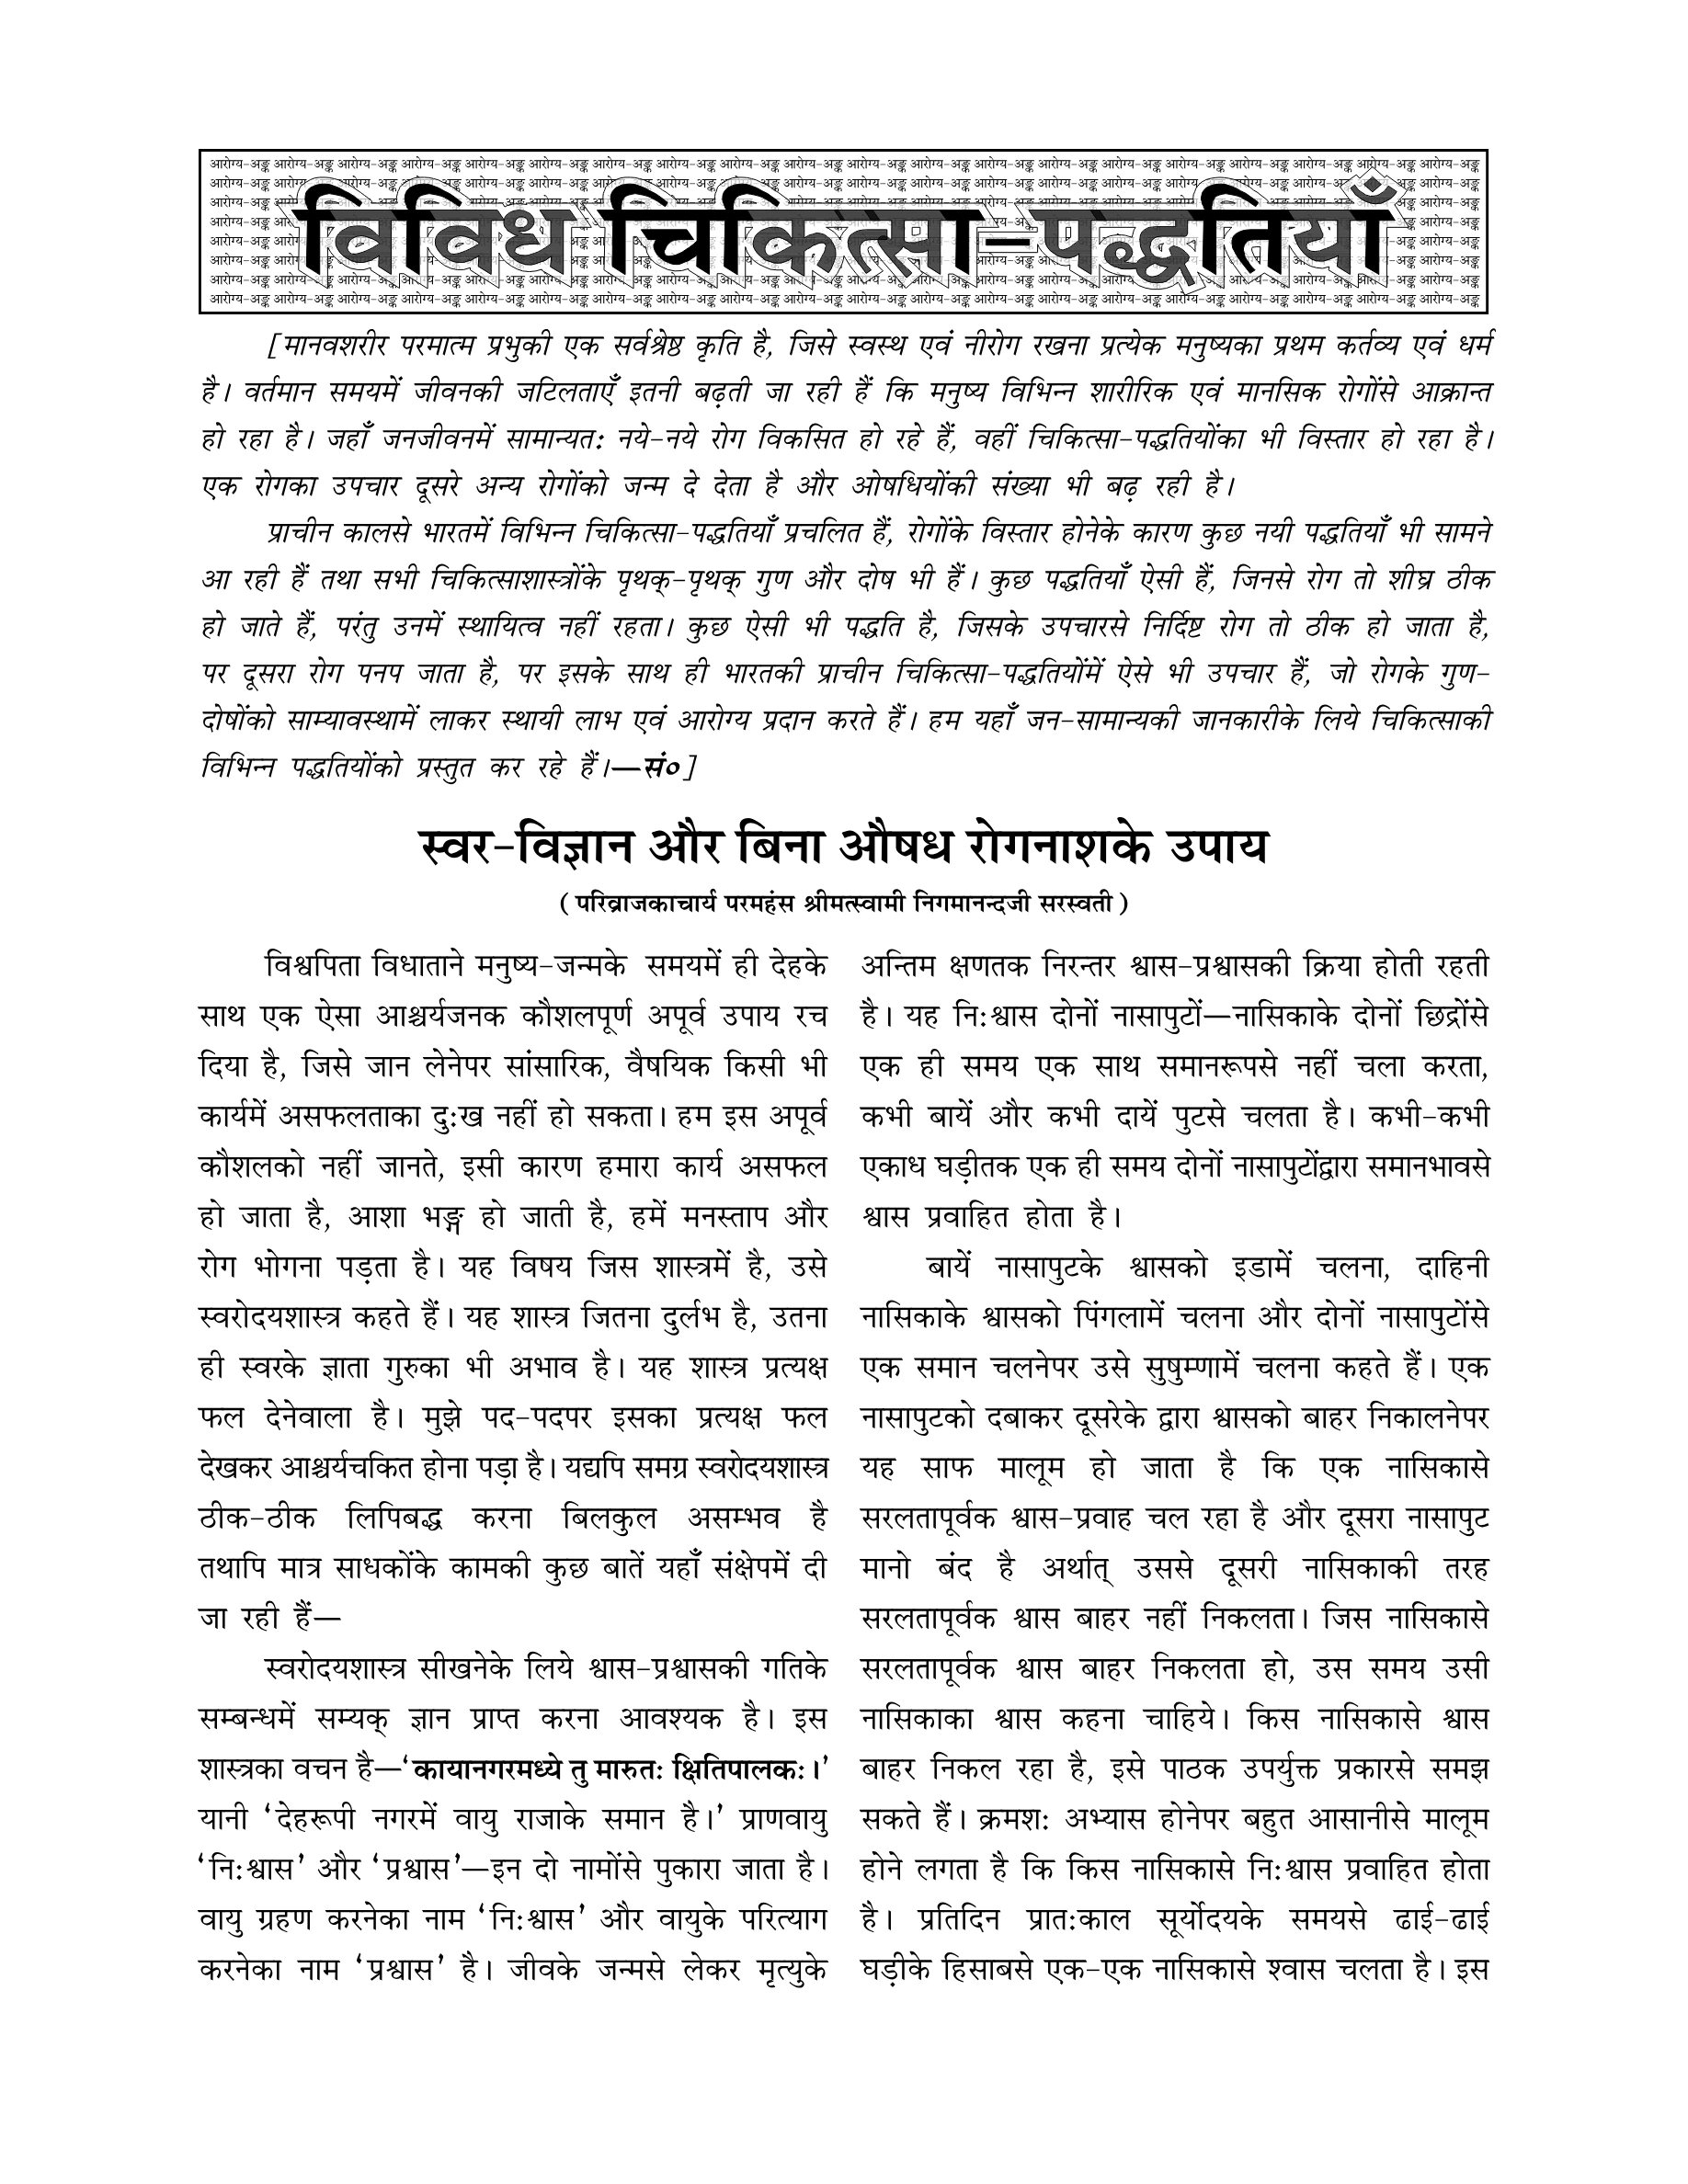 विविध चिकित्सा-पद्धतियाँ
[मानवशरीर परमात्म प्रभुकी एक सर्वश्रेष्ठ कृति है, जिसे स्वस्थ एवं नीरोग रखना प्रत्येक मनुष्यका प्रथम कर्तव्य एवं धर्म
है। वर्तमान समयमें जीवनकी जटिलताएँ इतनी बढ़ती जा रही हैं कि मनुष्य विभिन्न शारीरिक एवं मानसिक रोगोंसे आक्रान्त
हो रहा है। जहाँ जनजीवनमें सामान्यतः नये-नये रोग विकसित हो रहे हैं, वहीं चिकित्सा-पद्धतियोंका भी विस्तार हो रहा है।
एक रोगका उपचार दूसरे अन्य रोगोंको जन्म दे देता है और ओषधियोंकी संख्या भी बढ़ रही है।
प्राचीन कालसे भारतमें विभिन्न चिकित्सा-पद्धतियाँ प्रचलित हैं, रोगोंके विस्तार होनेके कारण कुछ नयी पद्धतियाँ भी सामने
आ रही हैं तथा सभी चिकित्साशास्त्रोंके पृथक्-पृथक् गुण और दोष भी हैं। कुछ पद्धतियाँ ऐसी हैं, जिनसे रोग तो शीघ्र ठीक
हो जाते हैं, परंतु उनमें स्थायित्व नहीं रहता। कुछ ऐसी भी पद्धति है, जिसके उपचारसे निर्दिष्ट रोग तो ठीक हो जाता है,
पर दूसरा रोग पनप जाता है, पर इसके साथ ही भारतकी प्राचीन चिकित्सा-पद्धतियोंमें ऐसे भी उपचार हैं, जो रोगके गुण-
दोषोंको साम्यावस्थामें लाकर स्थायी लाभ एवं आरोग्य प्रदान करते हैं। हम यहाँ जन-सामान्यकी जानकारीके लिये चिकित्साकी
विभिन्न पद्धतियोंको प्रस्तुत कर रहे हैं।—सं०]
स्वर-विज्ञान और बिना औषध रोगनाशके उपाय
( परिव्राजकाचार्य परमहंस श्रीमत्स्वामी निगमानन्दजी सरस्वती )
विश्वपिता विधाताने मनुष्य-जन्मके समयमें ही देहके
साथ एक ऐसा आश्चर्यजनक कौशलपूर्ण अपूर्व उपाय रच
दिया है, जिसे जान लेनेपर सांसारिक, वैषयिक किसी भी
कार्यमें असफलताका दुःख नहीं हो सकता। हम इस अपूर्व
कौशलको नहीं जानते, इसी कारण हमारा कार्य असफल
हो जाता है, आशा भङ्ग हो जाती है, हमें मनस्ताप और
रोग भोगना पड़ता है। यह विषय जिस शास्त्रमें है, उसे
स्वरोदयशास्त्र कहते हैं। यह शास्त्र जितना दुर्लभ है, उतना
ही स्वरके ज्ञाता गुरुका भी अभाव है। यह शास्त्र प्रत्यक्ष
फल देनेवाला है। मुझे पद-पदपर इसका प्रत्यक्ष फल
देखकर आश्चर्यचकित होना पड़ा है। यद्यपि समग्र स्वरोदयशास्त्र
ठीक-ठीक लिपिबद्ध करना बिलकुल असम्भव है
तथापि मात्र साधकोंके कामकी कुछ बातें यहाँ संक्षेपमें दी
जा रही हैं—
स्वरोदयशास्त्र सीखनेके लिये श्वास-प्रश्वासकी गतिके
सम्बन्धमें सम्यक् ज्ञान प्राप्त करना आवश्यक है। इस
शास्त्रका वचन है—‘कायानगरमध्ये तु मारुतः क्षितिपालकः।’
यानी ‘देहरूपी नगरमें वायु राजाके समान है।’ प्राणवायु
‘निःश्वास’ और ‘प्रश्वास’—इन दो नामोंसे पुकारा जाता है।
वायु ग्रहण करनेका नाम ‘निःश्वास’ और वायुके परित्याग
करनेका नाम ‘प्रश्वास’ है। जीवके जन्मसे लेकर मृत्युके
अन्तिम क्षणतक निरन्तर श्वास-प्रश्वासकी क्रिया होती रहती
है। यह निःश्वास दोनों नासापुटों—नासिकाके दोनों छिद्रोंसे
एक ही समय एक साथ समानरूपसे नहीं चला करता,
कभी बायें और कभी दायें पुटसे चलता है। कभी-कभी
एकाध घड़ीतक एक ही समय दोनों नासापुटोंद्वारा समानभावसे
श्वास प्रवाहित होता है।
बायें नासापुटके श्वासको इडामें चलना, दाहिनी
नासिकाके श्वासको पिंगलामें चलना और दोनों नासापुटोंसे
एक समान चलनेपर उसे सुषुम्णामें चलना कहते हैं। एक
नासापुटको दबाकर दूसरेके द्वारा श्वासको बाहर निकालनेपर
यह साफ मालूम हो जाता है कि एक नासिकासे
सरलतापूर्वक श्वास-प्रवाह चल रहा है और दूसरा नासापुट
मानो बंद है अर्थात् उससे दूसरी नासिकाकी तरह
सरलतापूर्वक श्वास बाहर नहीं निकलता। जिस नासिकासे
सरलतापूर्वक श्वास बाहर निकलता हो, उस समय उसी
नासिकाका श्वास कहना चाहिये। किस नासिकासे श्वास
बाहर निकल रहा है, इसे पाठक उपर्युक्त प्रकारसे समझ
सकते हैं। क्रमशः अभ्यास होनेपर बहुत आसानीसे मालूम
होने लगता है कि किस नासिकासे निःश्वास प्रवाहित होता
है। प्रतिदिन प्रातःकाल सूर्योदयके समयसे ढाई-ढाई
घड़ीके हिसाबसे एक-एक नासिकासे श्वास चलता है। इस